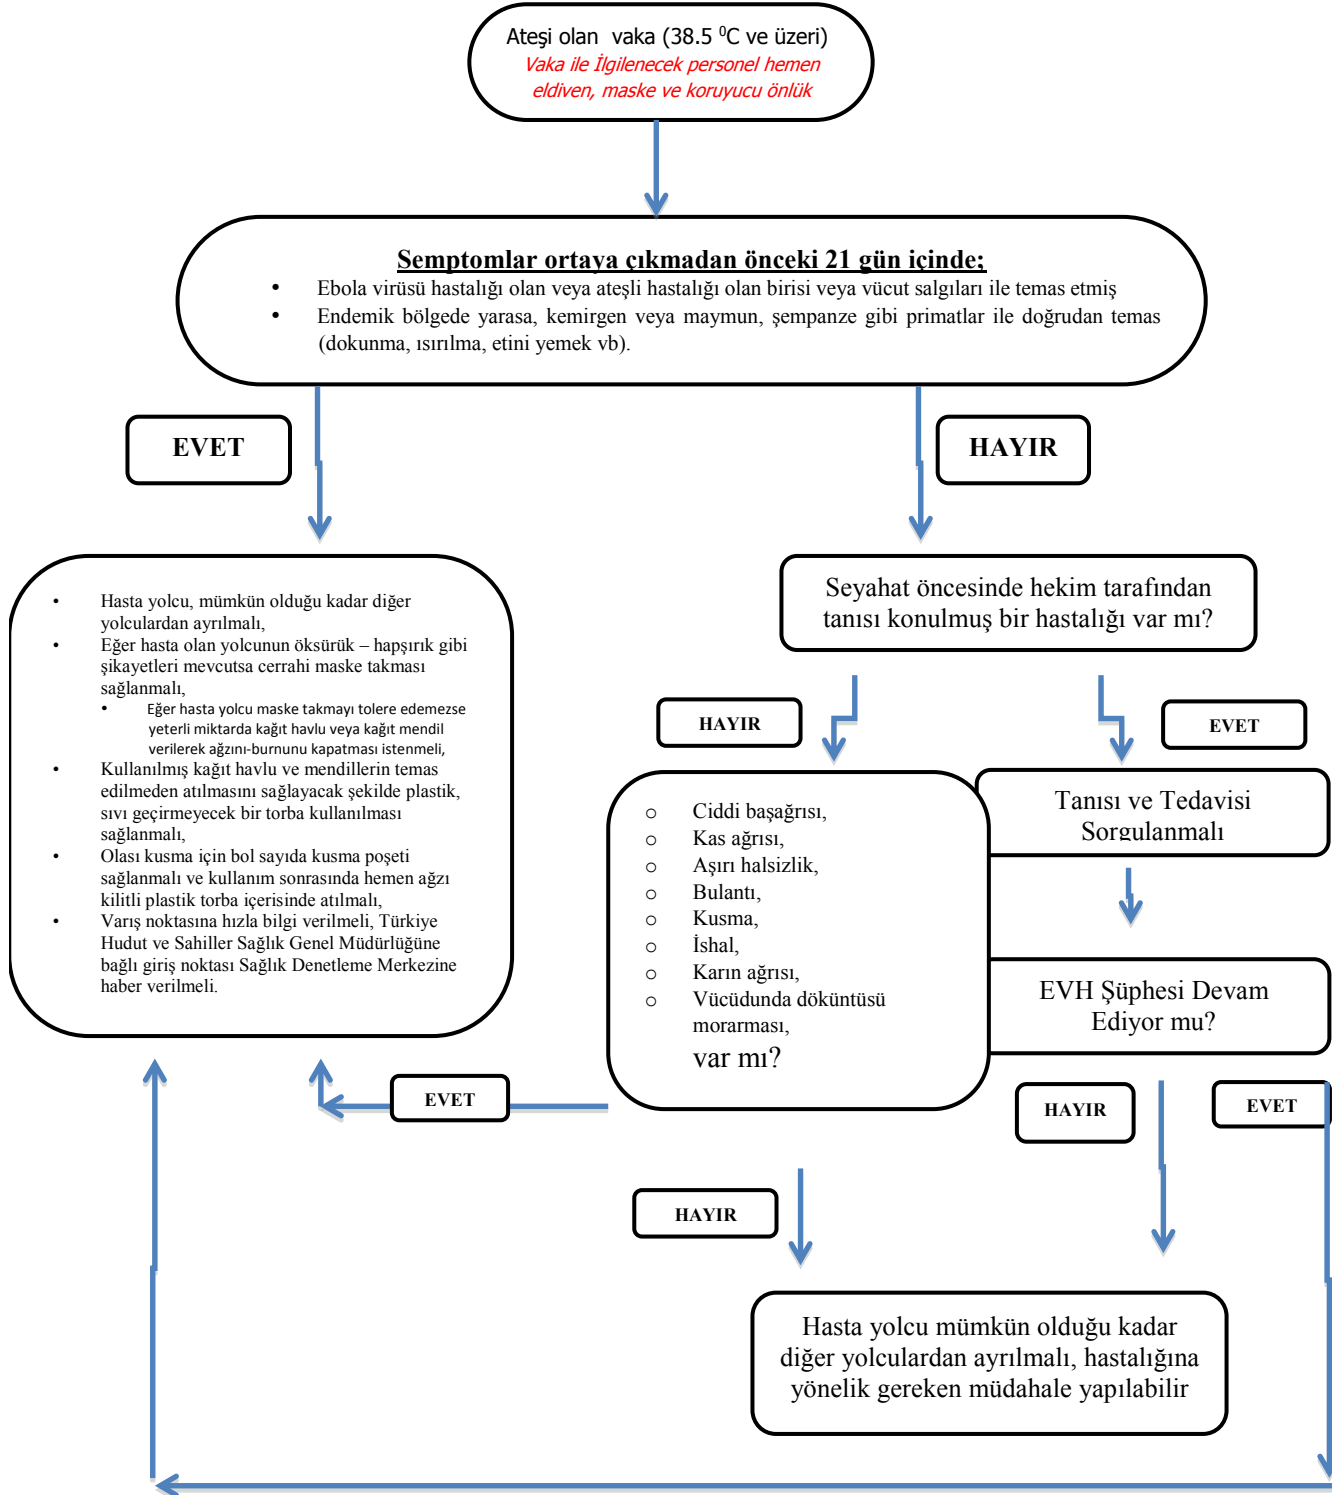 Ateşi olan vaka (38.5 ⁰C ve üzeri)
Vaka ile İlgilenecek personel hemen
eldiven, maske ve koruyucu önlük
Semptomlar ortaya çıkmadan önceki 21 gün içinde;
• Ebola virüsü hastalığı olan veya ateşli hastalığı olan birisi veya vücut salgıları ile temas etmiş
• Endemik bölgede yarasa, kemirgen veya maymun, şempanze gibi primatlar ile doğrudan temas
(dokunma, ısırılma, etini yemek vb).
EVET
HAYIR
• Hasta yolcu, mümkün olduğu kadar diğer
yolculardan ayrılmalı,
• Eğer hasta olan yolcunun öksürük – hapşırık gibi
şikayetleri mevcutsa cerrahi maske takması
sağlanmalı,
• Eğer hasta yolcu maske takmayı tolere edemezse
yeterli miktarda kağıt havlu veya kağıt mendil
verilerek ağzını-burnunu kapatması istenmeli,
• Kullanılmış kağıt havlu ve mendillerin temas
edilmeden atılmasını sağlayacak şekilde plastik,
sıvı geçirmeyecek bir torba kullanılması
sağlanmalı,
• Olası kusma için bol sayıda kusma poşeti
sağlanmalı ve kullanım sonrasında hemen ağzı
kilitli plastik torba içerisinde atılmalı,
• Varış noktasına hızla bilgi verilmeli, Türkiye
Hudut ve Sahiller Sağlık Genel Müdürlüğüne
bağlı giriş noktası Sağlık Denetleme Merkezine
haber verilmeli.
Seyahat öncesinde hekim tarafından
tanısı konulmuş bir hastalığı var mı?
HAYIR
EVET
o Ciddi başağrısı,
o Kas ağrısı,
o Aşırı halsizlik,
o Bulantı,
o Kusma,
o İshal,
o Karın ağrısı,
o Vücüdunda döküntüsü
morarması,
var mı?
Tanısı ve Tedavisi
Sorgulanmalı
EVH Şüphesi Devam
Ediyor mu?
EVET
HAYIR
EVET
HAYIR
Hasta yolcu mümkün olduğu kadar
diğer yolculardan ayrılmalı, hastalığına
yönelik gereken müdahale yapılabilir